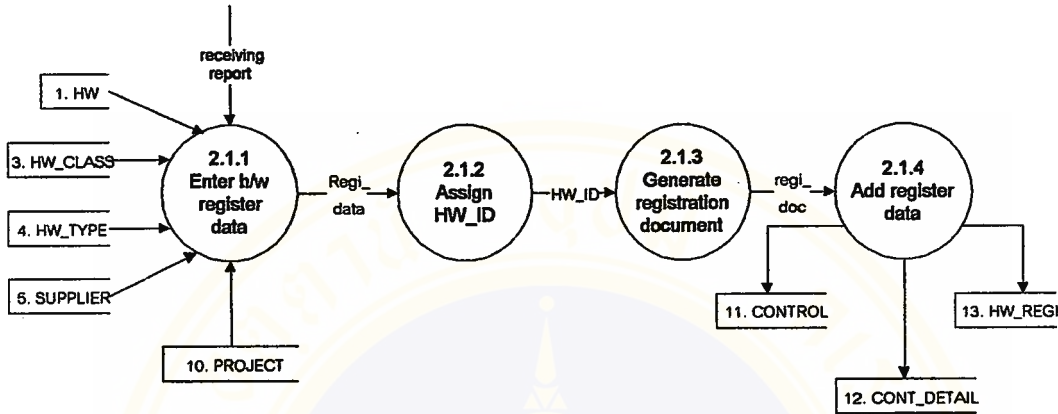 receiving
report
1. HW
3. HW_CLASS
4. HW_TYPE
5. SUPPLIER
10. PROJECT
2.1.1
Enter h/w
register
data
Regi_
data
2.1.2
Assign
HW_ID
HW_ID
2.1.3
Generate
registration
document
regi_
doc
2.1.4
Add register
data
11. CONTROL
12. CONT_DETAIL
13. HW_REGI